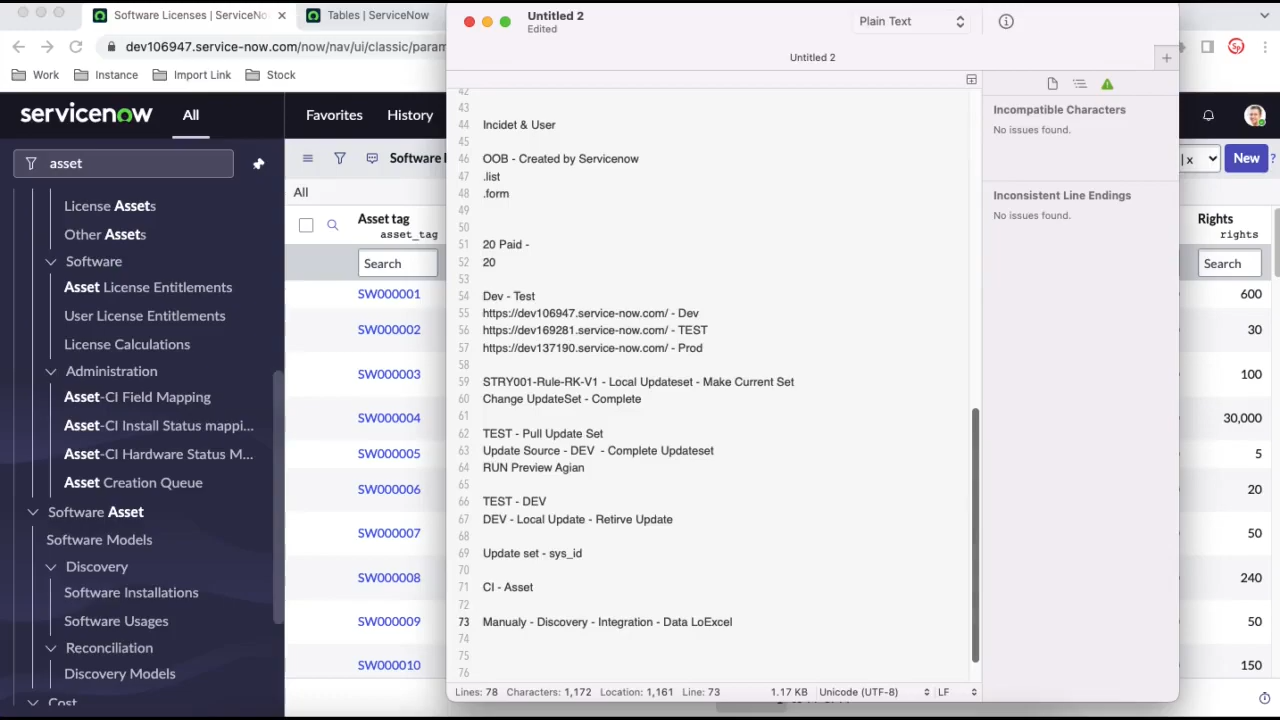 Software Licenses | ServiceNo
Tables | ServiceNow
dev106947.service-now.com/now/nav/ui/classic/param
Work
Instance
Import Link
Stock
servicenow
All
Favorites
History
asset
License Assets
Other Assets
Software
Asset License Entitlements
User License Entitlements
License Calculations
Administration
Asset-CI Field Mapping
Asset-CI Install Status mappi...
Asset-CI Hardware Status M...
Asset Creation Queue
Software Asset
Software Models
Discovery
Software Installations
Software Usages
Reconciliation
Discovery Models
Cost
Software
All
Asset tag
asset_tag
Search
SW000001
SW000002
SW000003
SW000004
SW000005
SW000006
SW000007
SW000008
SW000009
SW000010
Untitled 2
Edited
Plain Text
Untitled 2
42
43
44 Incidet & User
45
46 OOB - Created by Servicenow
47 .list
48 .form
49
50
51 20 Paid -
52 20
53
54 Dev - Test
55 https://dev106947.service-now.com/ - Dev
56 https://dev169281.service-now.com/ - TEST
57 https://dev137190.service-now.com/ - Prod
58
59 STRY001-Rule-RK-V1 - Local Updateset - Make Current Set
60 Change UpdateSet - Complete
61
62 TEST - Pull Update Set
63 Update Source - DEV - Complete Updateset
64 RUN Preview Agian
65
66 TEST - DEV
67 DEV - Local Update - Retirve Update
68
69 Update set - sys_id
70
71 CI - Asset
72
73 Manualy - Discovery - Integration - Data LoExcel
74
75
76
Lines: 78 Characters: 1,172 Location: 1,161 Line: 73 1.17 KB Unicode (UTF-8) LF
Incompatible Characters
No issues found.
Inconsistent Line Endings
No issues found.
Sp
x
New
?
Rights
rights
Search
600
30
100
30,000
5
20
50
240
50
150